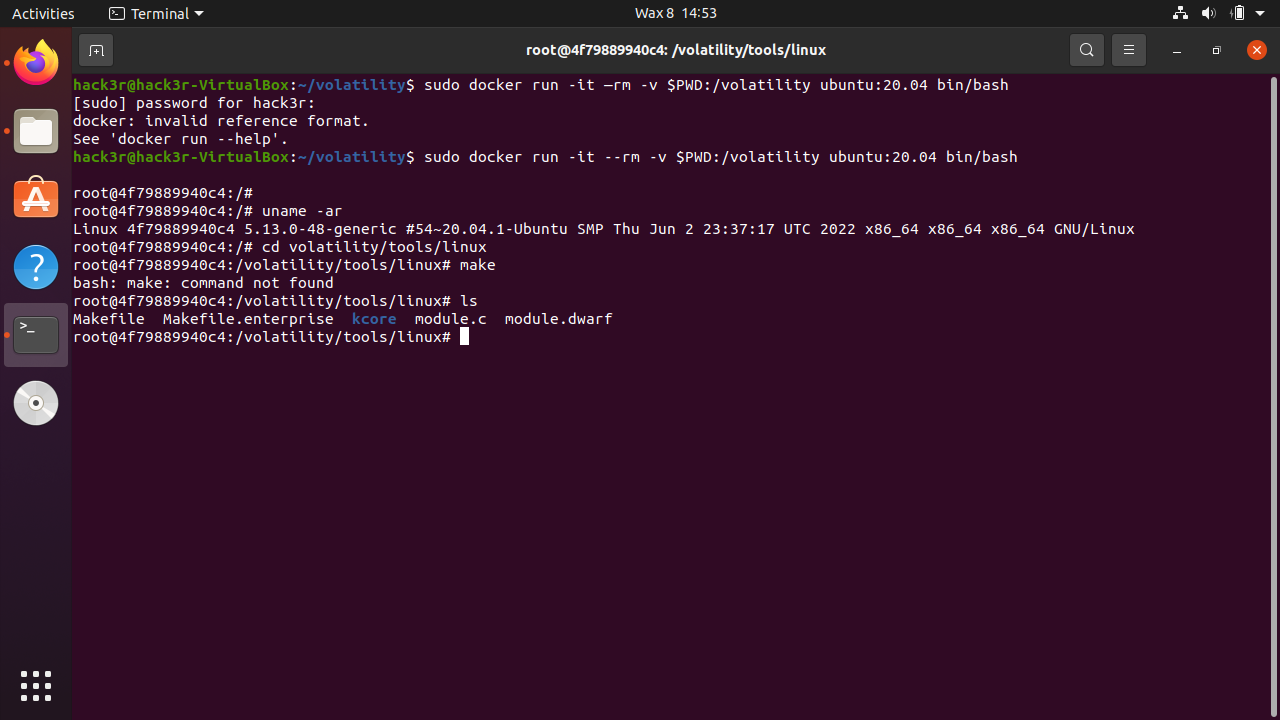 Activities Terminal Wax 8 14:53
root@4f79889940c4: /volatility/tools/linux
hack3r@hack3r-VirtualBox:~/volatility$ sudo docker run -it –rm -v $PWD:/volatility ubuntu:20.04 bin/bash
[sudo] password for hack3r:
docker: invalid reference format.
See 'docker run --help'.
hack3r@hack3r-VirtualBox:~/volatility$ sudo docker run -it --rm -v $PWD:/volatility ubuntu:20.04 bin/bash
root@4f79889940c4:/#
root@4f79889940c4:/# uname -ar
Linux 4f79889940c4 5.13.0-48-generic #54~20.04.1-Ubuntu SMP Thu Jun 2 23:37:17 UTC 2022 x86_64 x86_64 x86_64 GNU/Linux
root@4f79889940c4:/# cd volatility/tools/linux
root@4f79889940c4:/volatility/tools/linux# make
bash: make: command not found
root@4f79889940c4:/volatility/tools/linux# ls
Makefile Makefile.enterprise kcore module.c module.dwarf
root@4f79889940c4:/volatility/tools/linux#